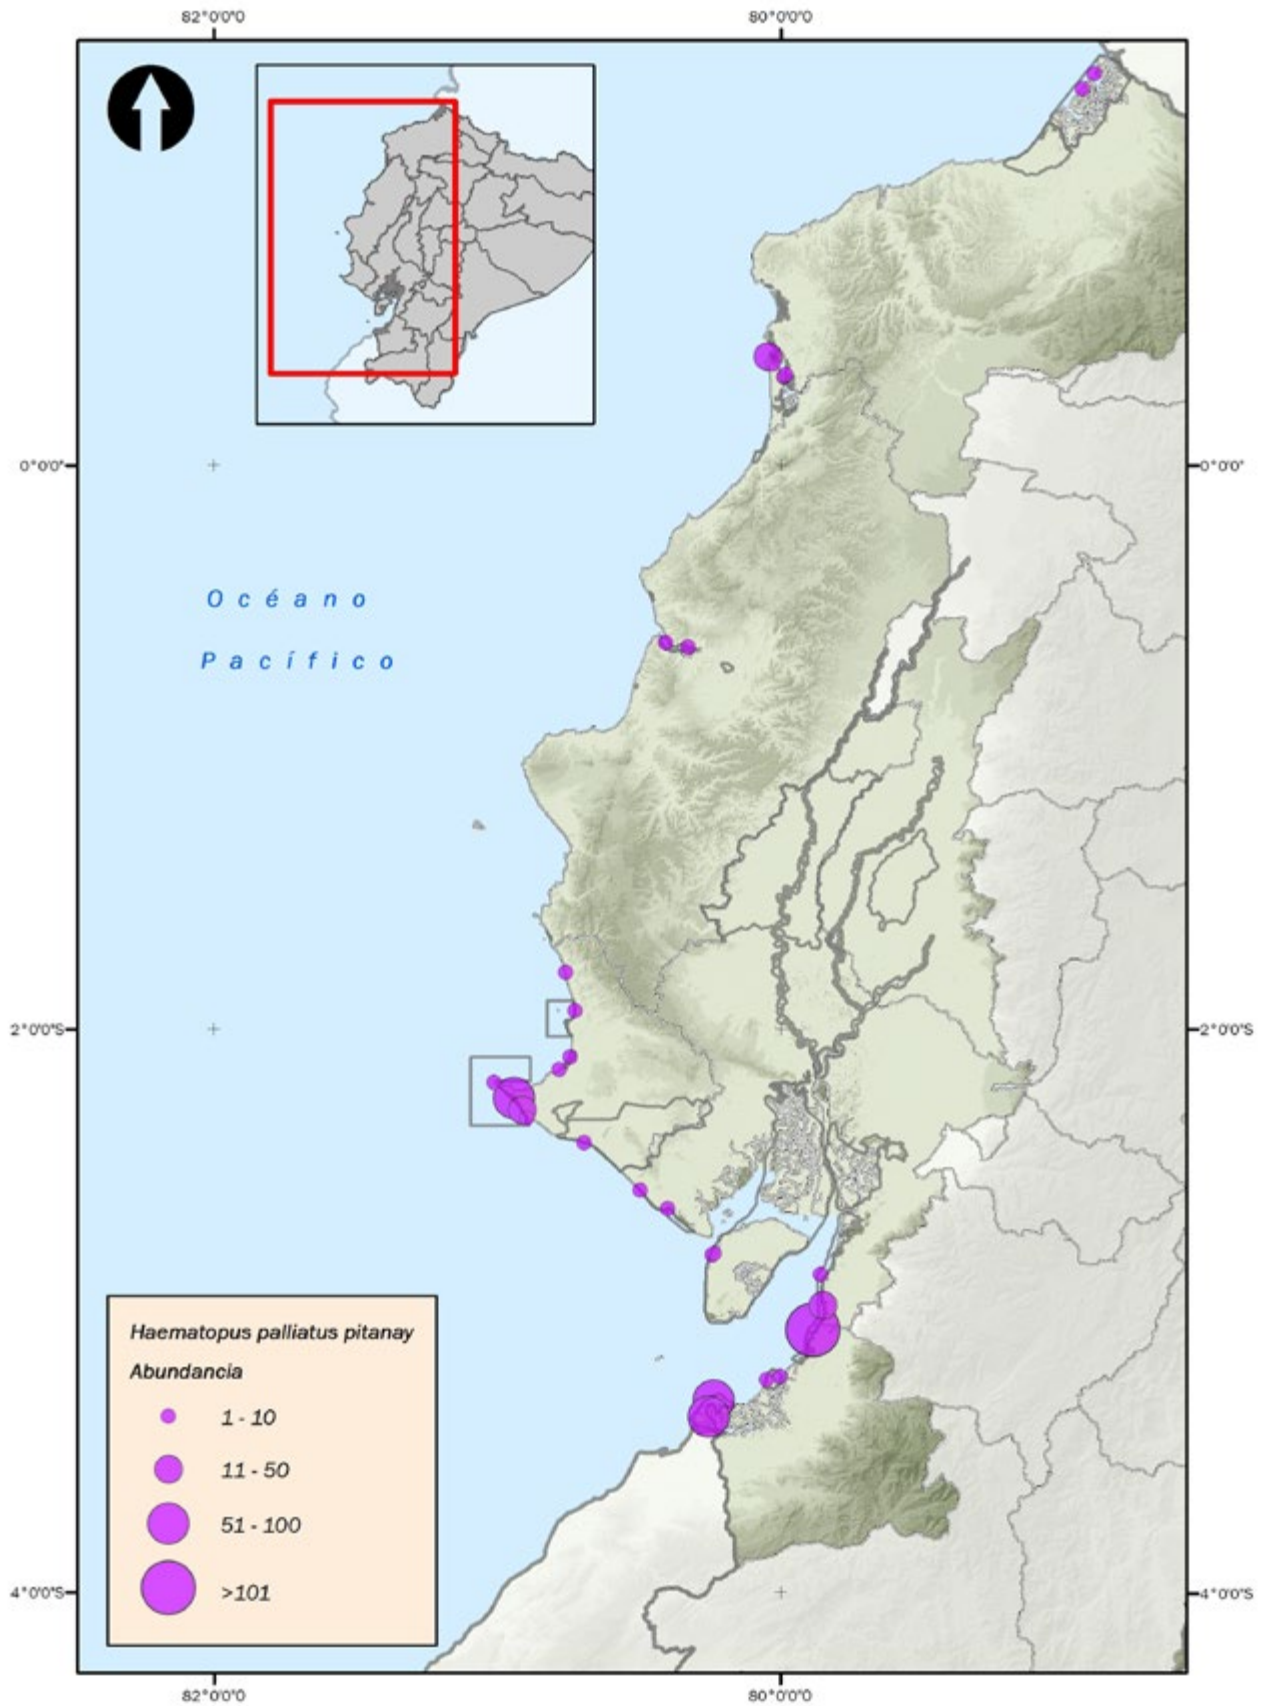 82°0'0"O
80°0'0"O
0°0'0"
0°0'0"
Océano
Pacífico
2°0'0"S
2°0'0"S
Haematopus palliatus pitanay
Abundancia
1 - 10
11 - 50
51 - 100
>101
4°0'0"S
4°0'0"S
82°0'0"O
80°0'0"O